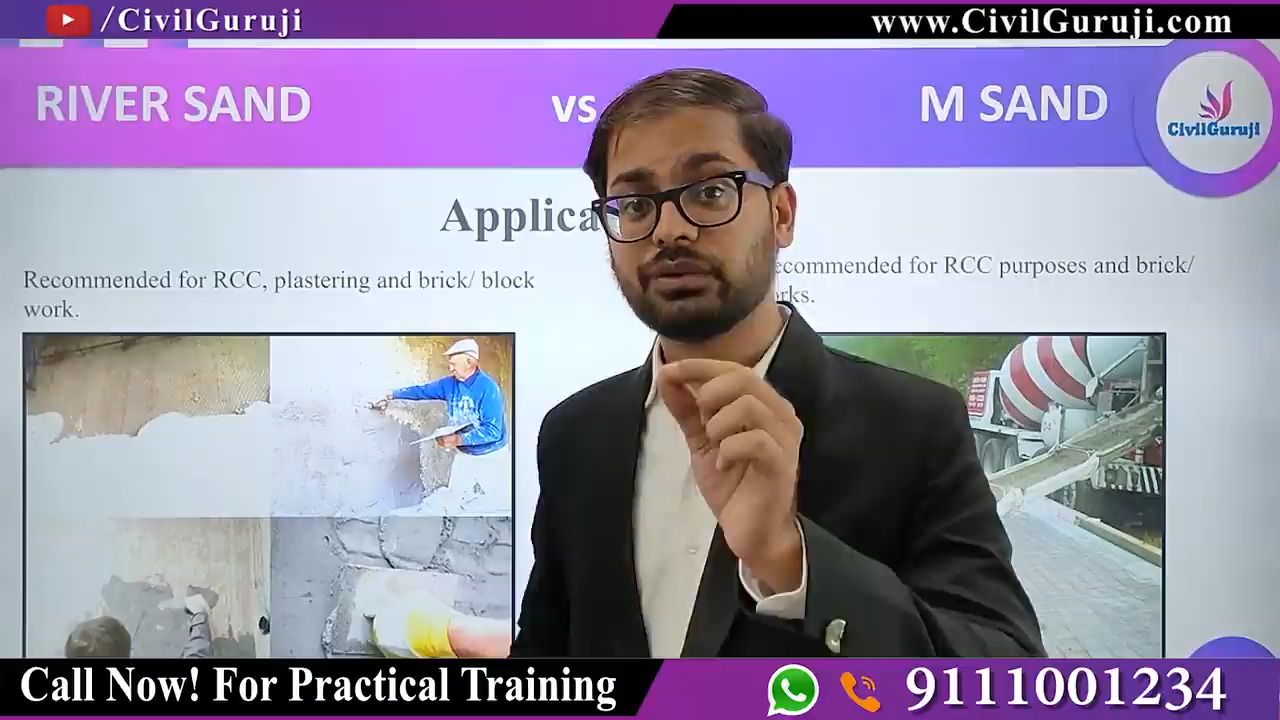 /CivilGuruji
www.CivilGuruji.com
RIVER SAND
vs
M SAND
CivilGuruji
Applica
Recommended for RCC, plastering and brick/ block
work.
ecommended for RCC purposes and brick/
rks.
Call Now! For Practical Training
9111001234